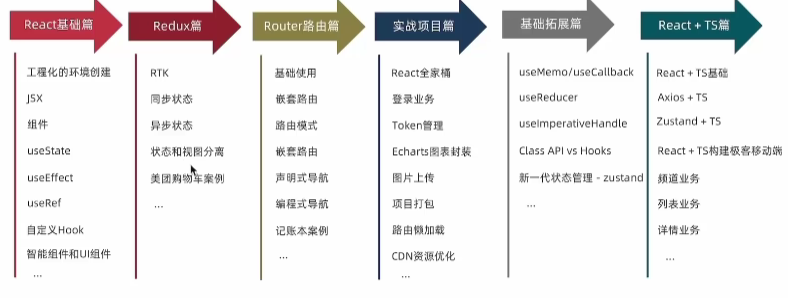 React基础篇
工程化的环境创建
JSX
组件
useState
useEffect
useRef
自定义Hook
智能组件和UI组件
...
Redux篇
RTK
同步状态
异步状态
状态和视图分离
美团购物车案例
...
Router路由篇
基础使用
嵌套路由
路由模式
嵌套路由
声明式导航
编程式导航
记账本案例
...
实战项目篇
React全家桶
登录业务
Token管理
Echarts图表封装
图片上传
项目打包
路由懒加载
CDN资源优化
...
基础拓展篇
useMemo/useCallback
useReducer
useImperativeHandle
Class API vs Hooks
新一代状态管理 - zustand
...
React + TS篇
React + TS基础
Axios + TS
Zustand + TS
React + TS构建极客移动端
频道业务
列表业务
详情业务
...